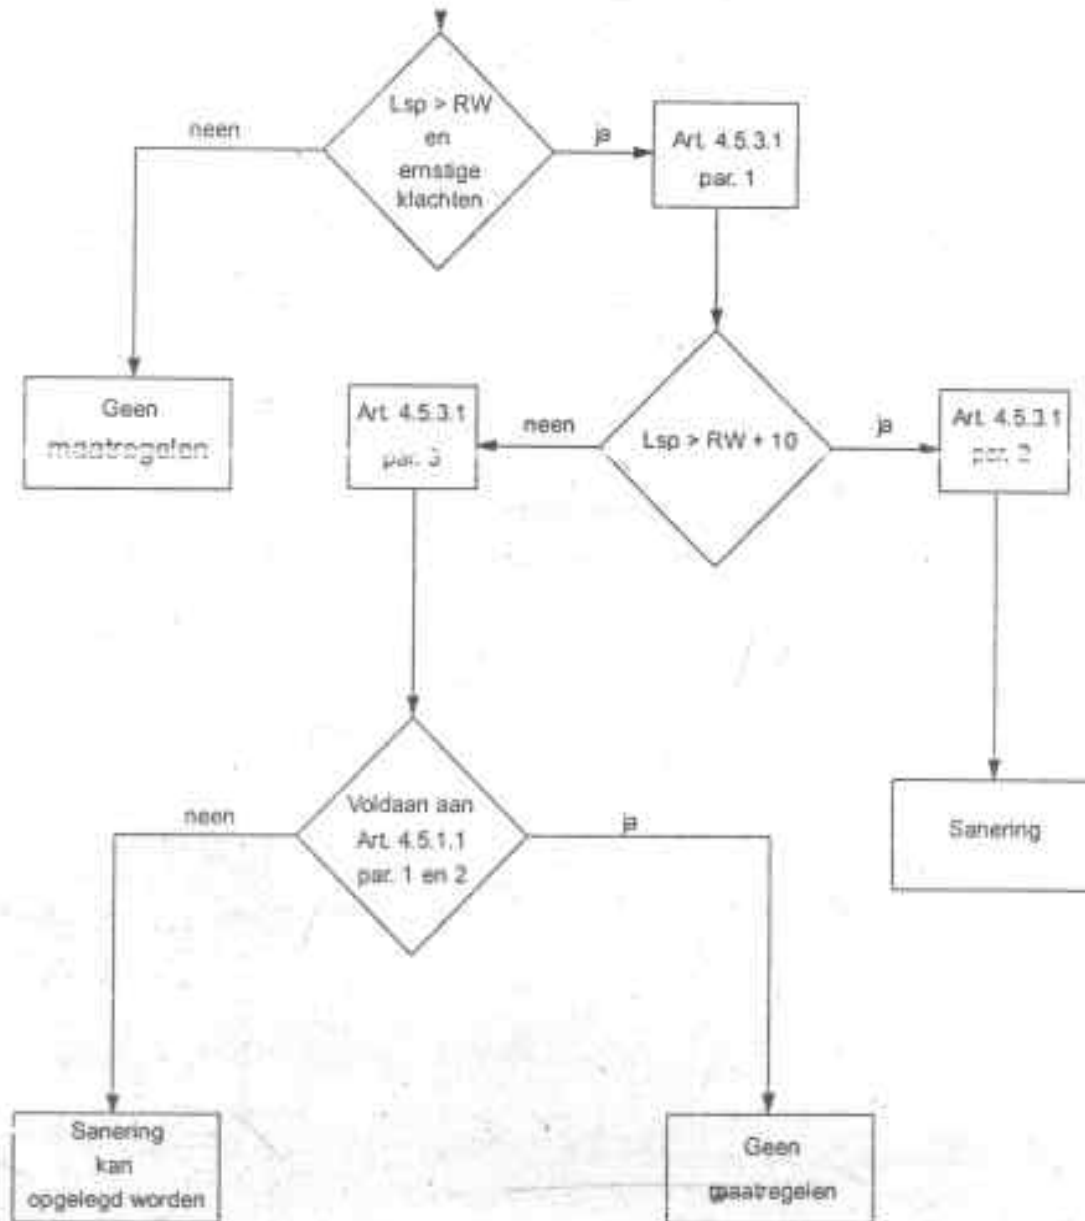 Lsp > RW
en
ernstige
klachten
neen
ja
Art. 4.5.3.1
par. 1
Geen
maatregelen
Art. 4.5.3.1
par. 3
neen
Lsp > RW + 10
ja
Art. 4.5.3.1
par. 2
Voldaan aan
Art. 4.5.1.1
par. 1 en 2
neen
ja
Sanering
Sanering
kan
opgelegd worden
Geen
maatregelen